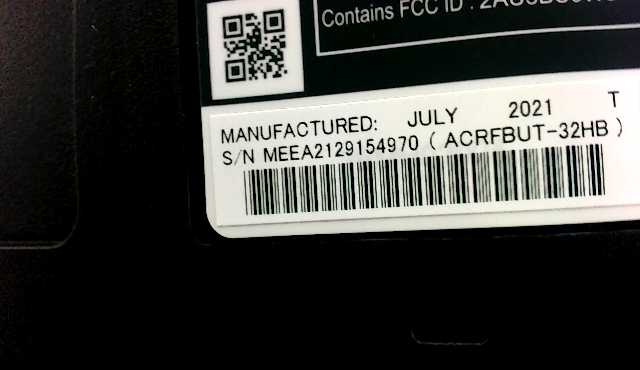 Contains FCC ID :
MANUFACTURED: JULY 2021 T
S/N MEEA2129154970 ( ACRFBUT-32HB )